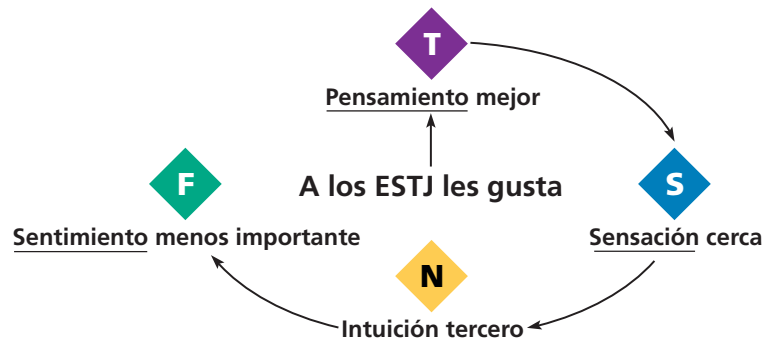 T
Pensamiento mejor
A los ESTJ les gusta
F
S
Sentimiento menos importante
Sensación cerca
N
Intuición tercero